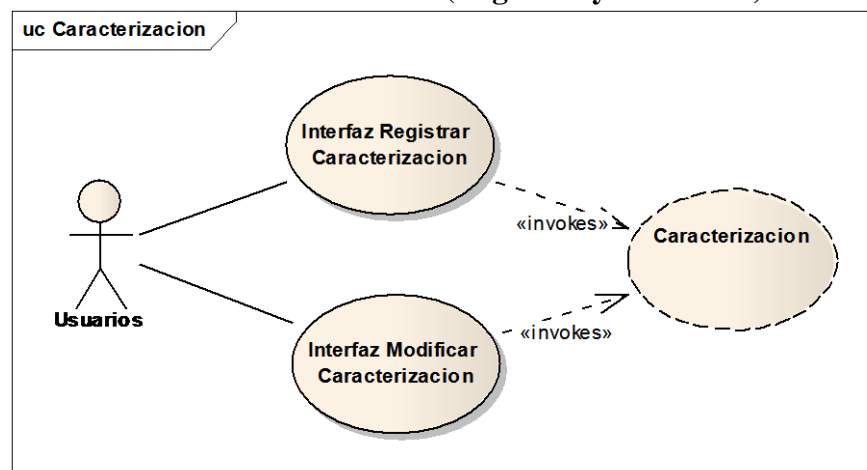 uc Caracterizacion
Interfaz Registrar
Caracterizacion
«invokes»
Caracterizacion
Usuarios
Interfaz Modificar
Caracterizacion
«invokes»